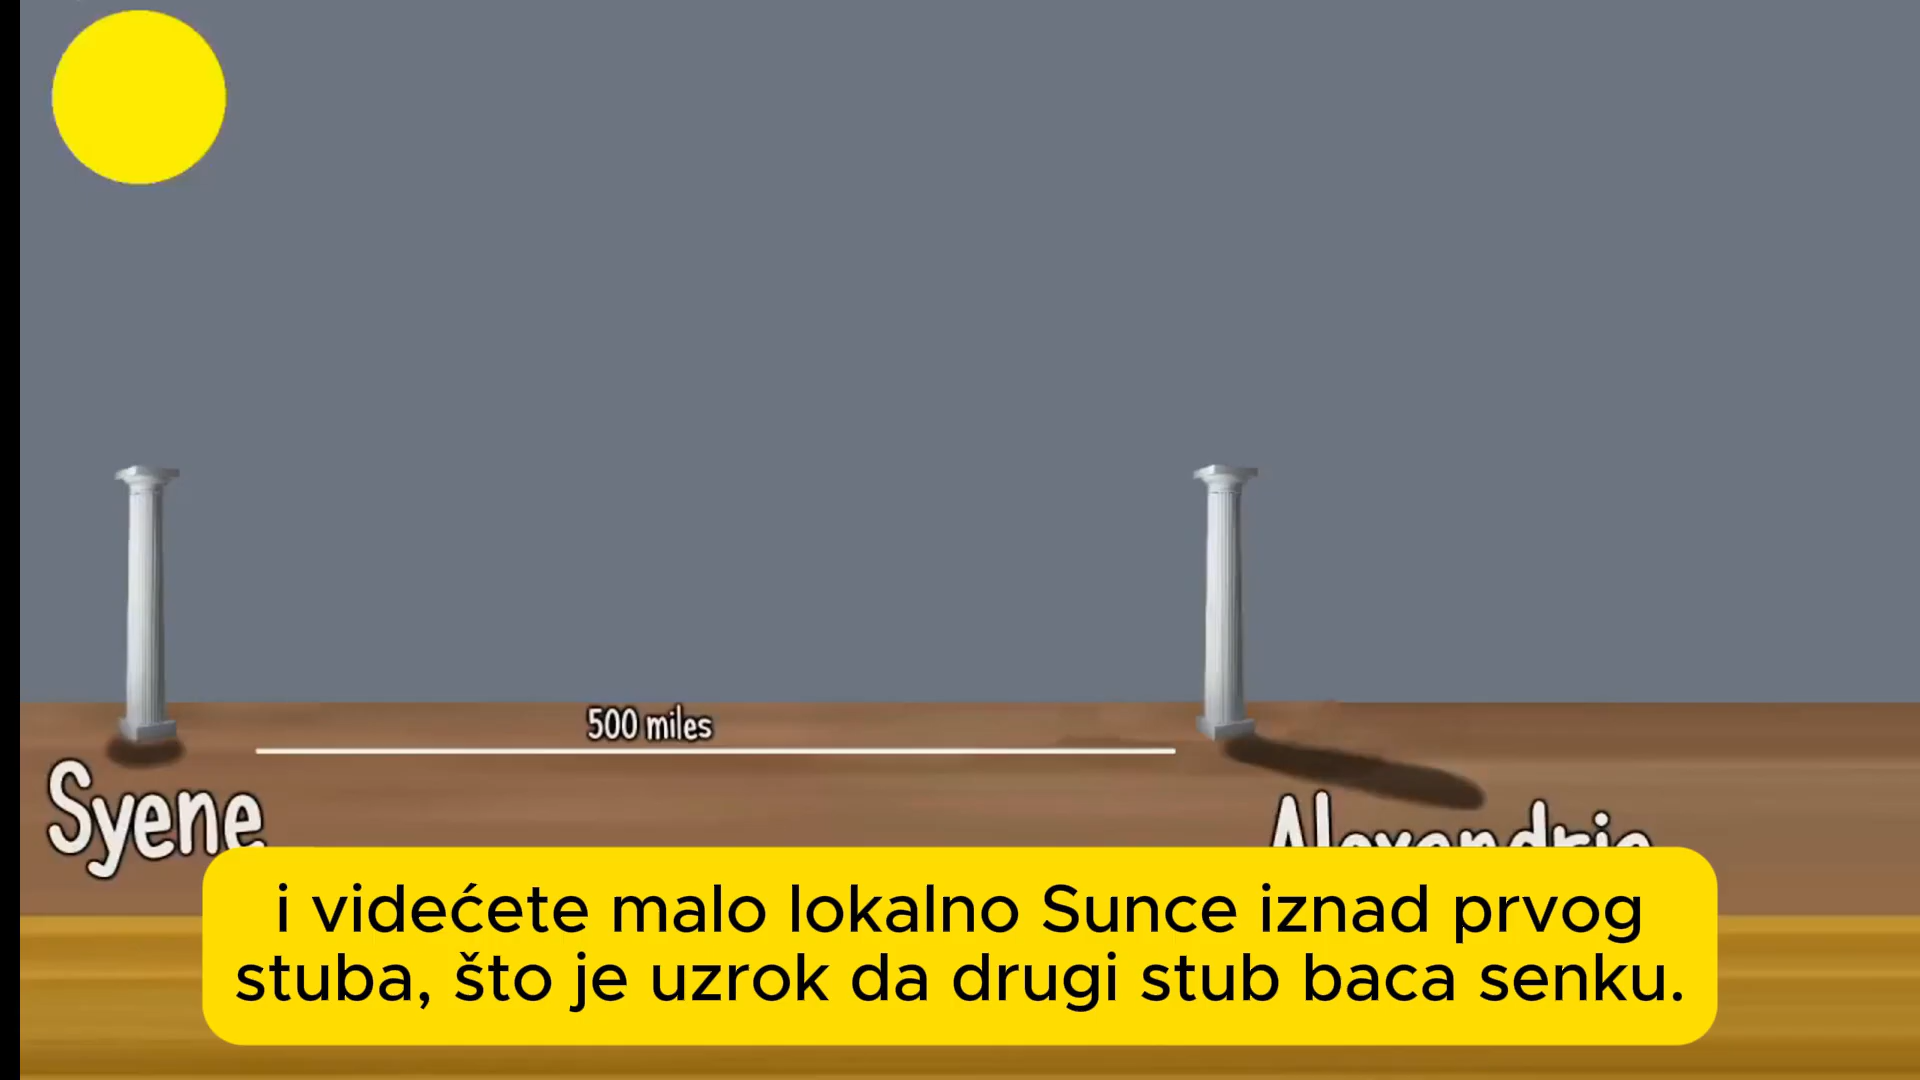 500 miles
Syene
i videćete malo lokalno Sunce iznad prvog
stuba, što je uzrok da drugi stub baca senku.